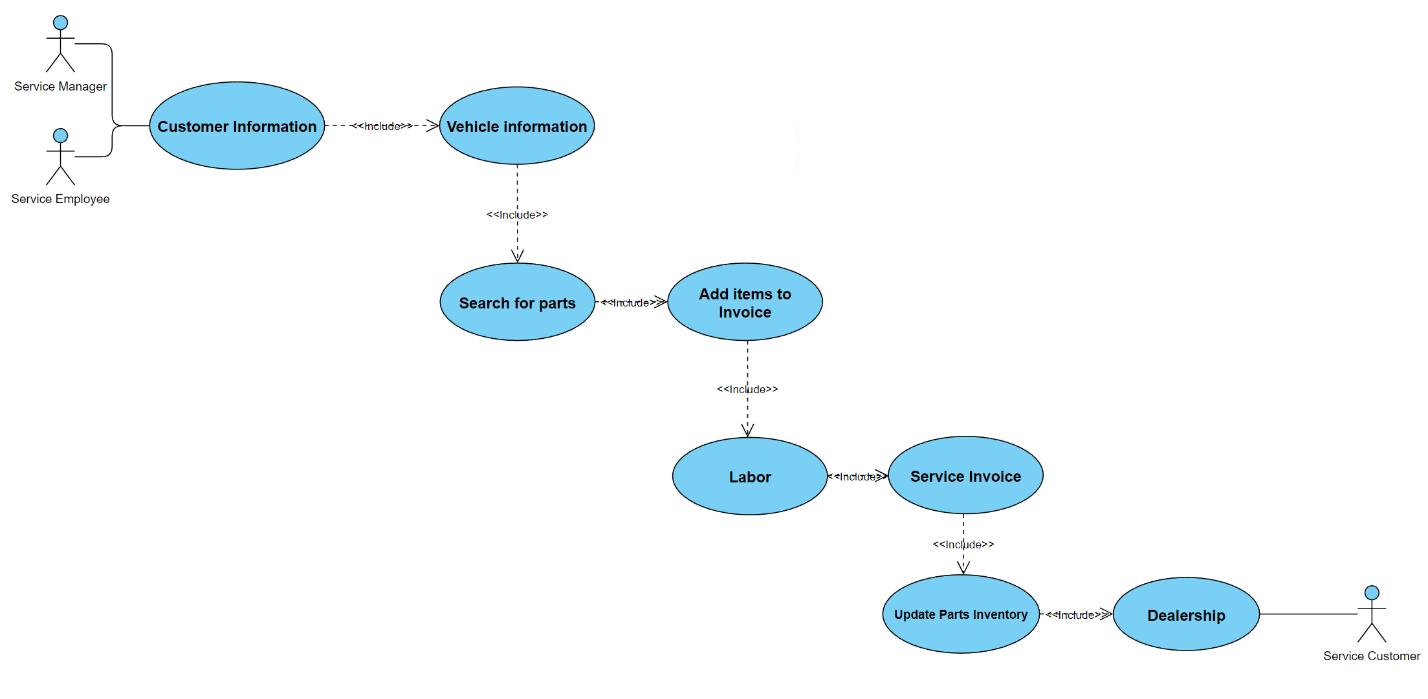 Service Manager
Customer Information
<<Include>>
Vehicle information
Service Employee
<<Include>>
Search for parts
<<Include>>
Add items to
Invoice
<<Include>>
Labor
<<Include>>
Service Invoice
<<Include>>
Update Parts Inventory
<<Include>>
Dealership
Service Customer